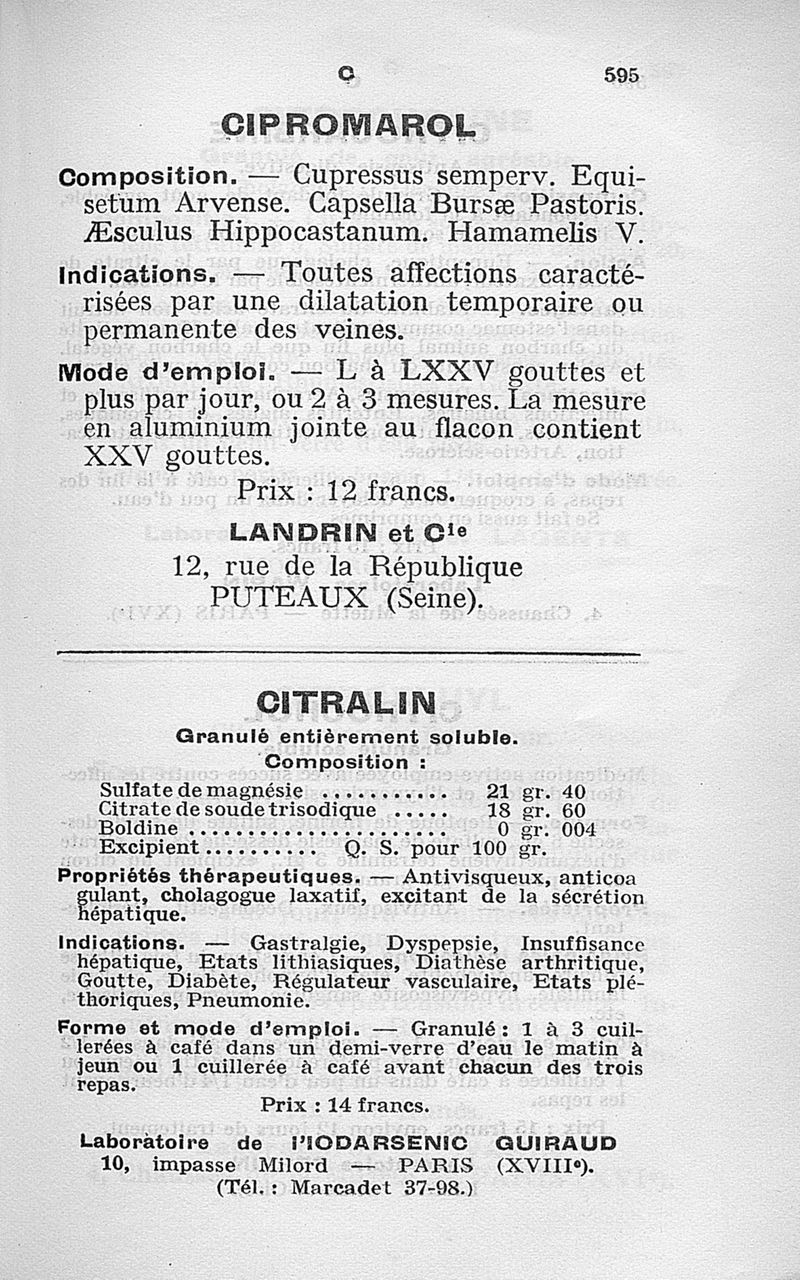 C 595
CIPROMAROL
Composition. — Cupressus semperv. Equi-
setum Arvense. Capsella Bursæ Pastoris.
Æsculus Hippocastanum. Hamamelis V.
Indications. — Toutes affections caracté-
risées par une dilatation temporaire ou
permanente des veines.
Mode d'emploi. — L à LXXV gouttes et
plus par jour, ou 2 à 3 mesures. La mesure
en aluminium jointe au flacon contient
XXV gouttes.
Prix : 12 francs.
LANDRIN et Cie
12, rue de la République
PUTEAUX (Seine).
CITRALIN
Granulé entièrement soluble.
Composition :
Sulfate de magnésie ........... 21 gr. 40
Citrate de soude trisodique ...... 18 gr. 60
Boldine ...................... 0 gr. 004
Excipient .......... Q. S. pour 100 gr.
Propriétés thérapeutiques. — Antivisqueux, anticoa
gulant, cholagogue laxatif, excitant de la sécrétion
hépatique.
Indications. — Gastralgie, Dyspepsie, Insuffisance
hépatique, Etats lithiasiques, Diathèse arthritique,
Goutte, Diabète, Régulateur vasculaire, Etats plé-
thoriques, Pneumonie.
Forme et mode d'emploi. — Granulé : 1 à 3 cuil-
lerées à café dans un demi-verre d'eau le matin à
jeun ou 1 cuillerée à café avant chacun des trois
repas.
Prix : 14 francs.
Laboratoire de l'IODARSENIC GUIRAUD
10, impasse Milord — PARIS (XVIIIe).
(Tél. : Marcadet 37-98.)